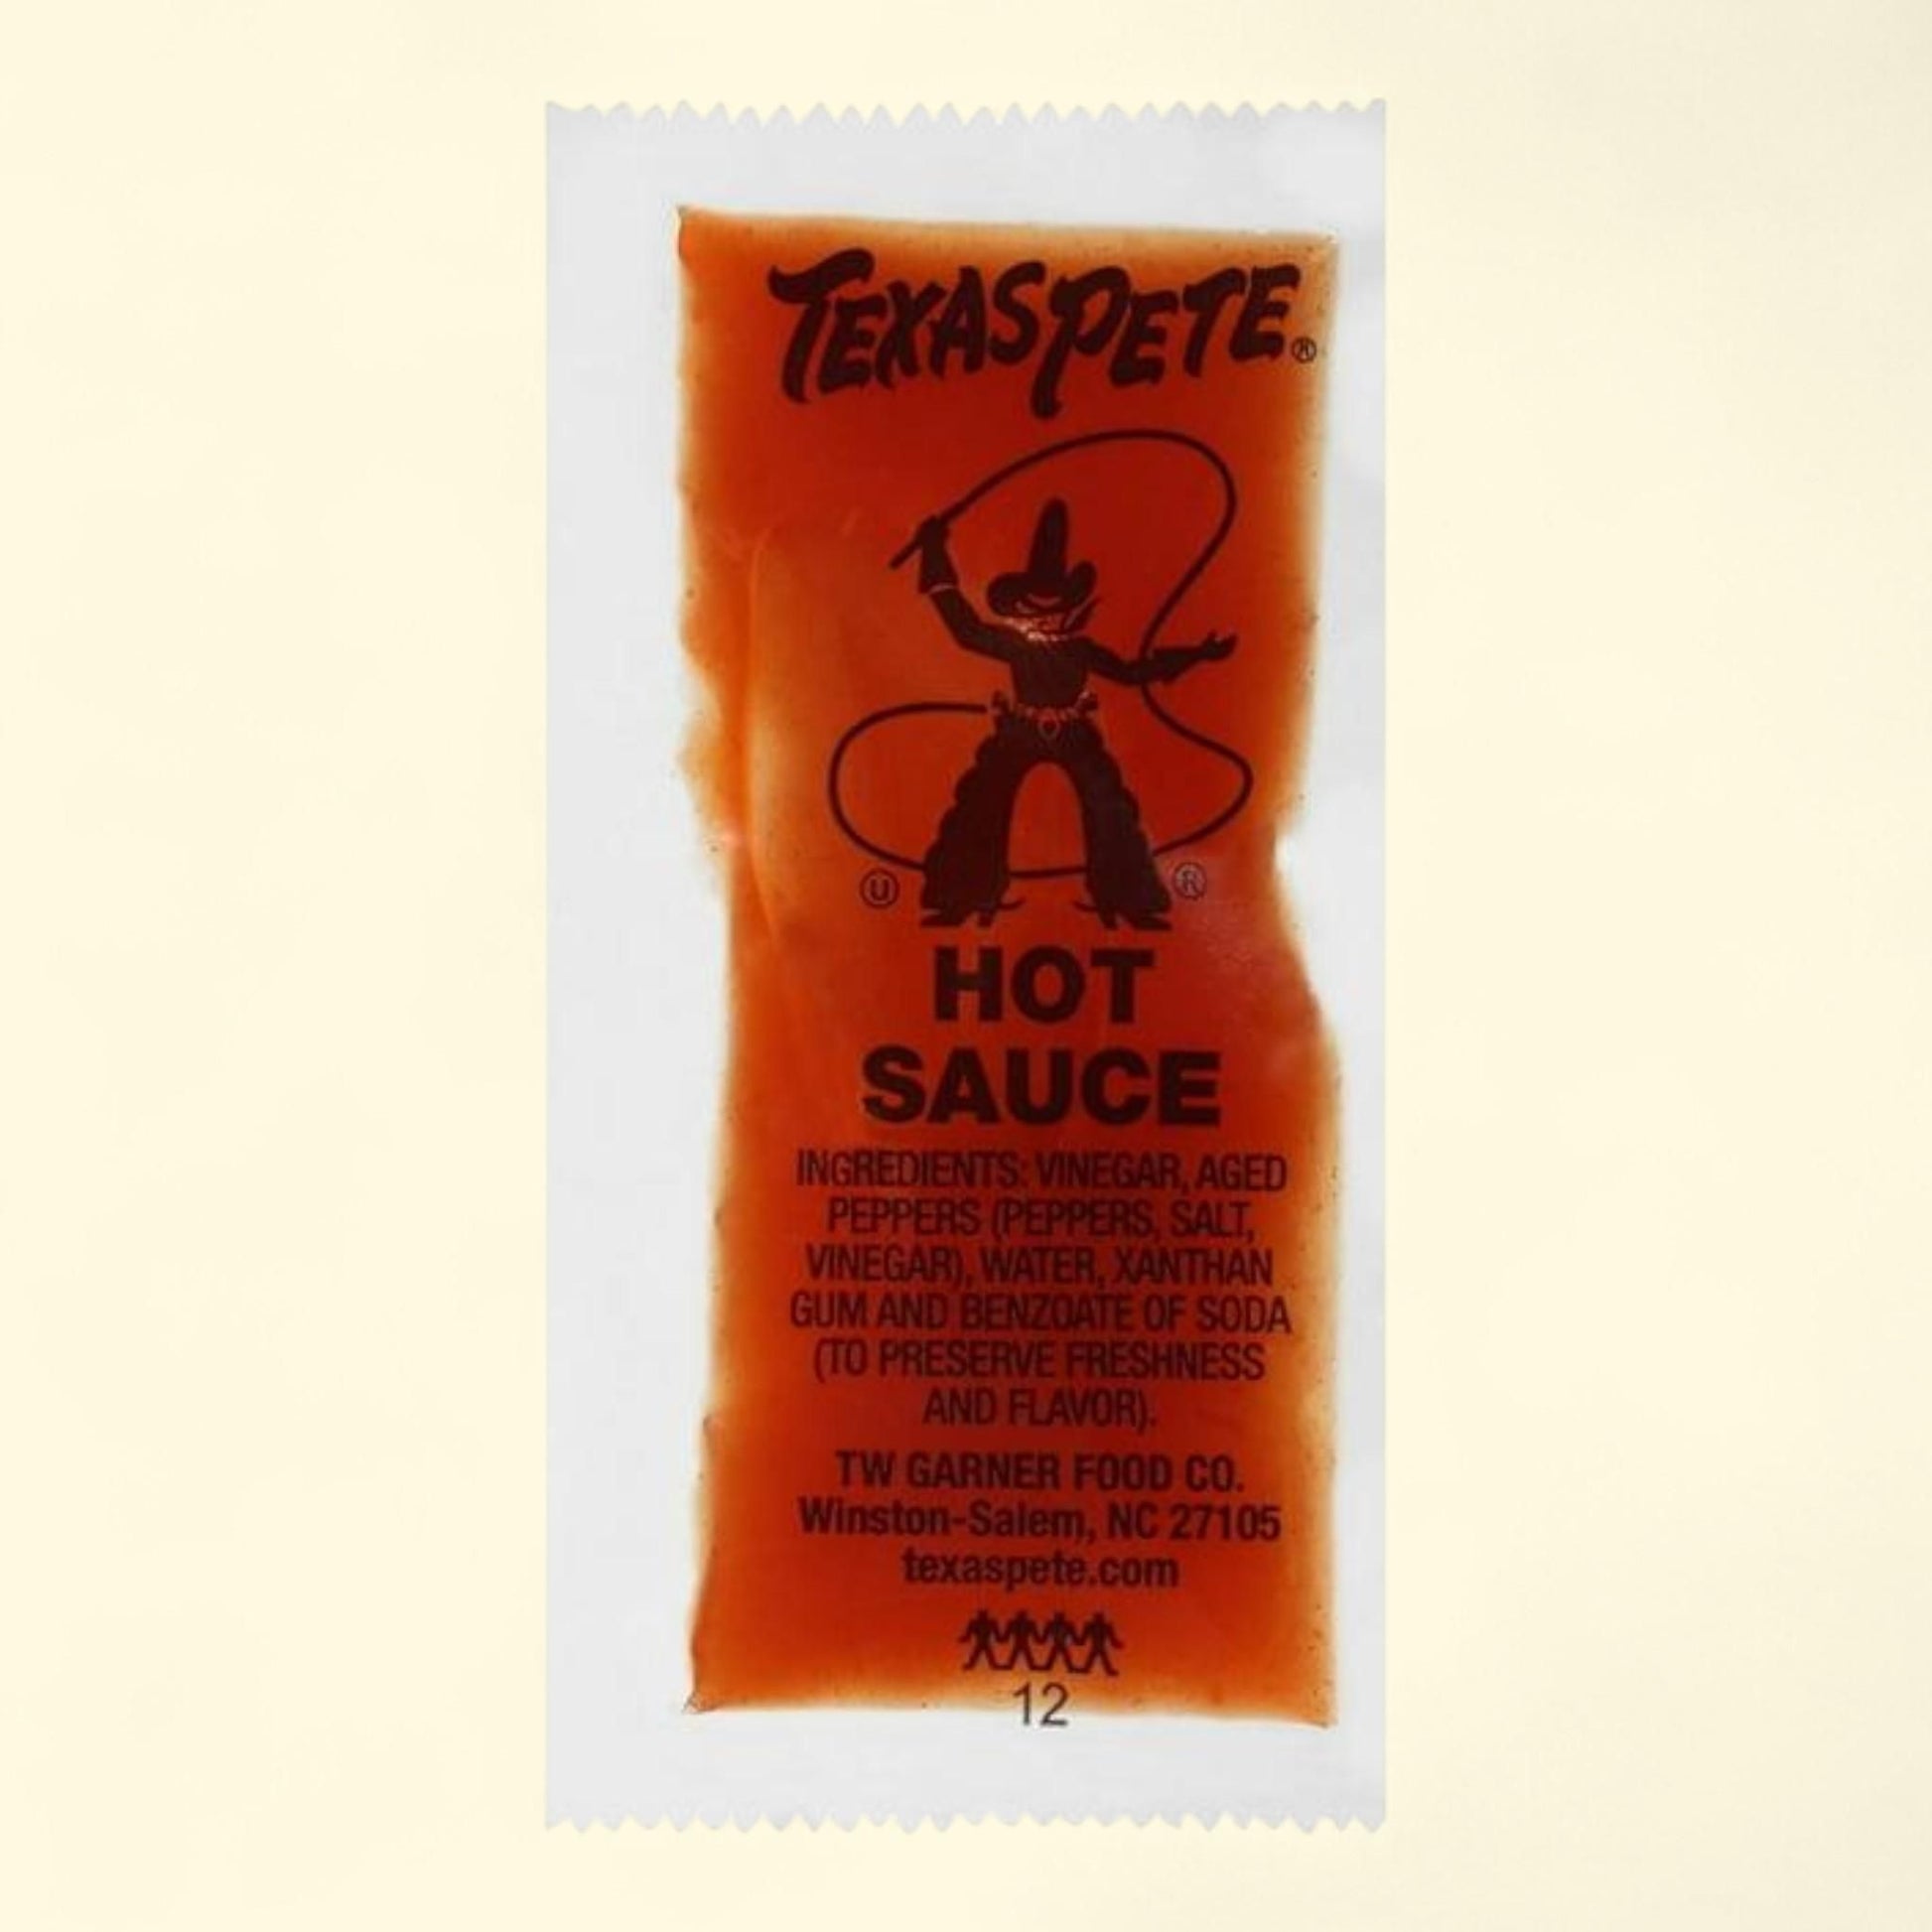 TEXAS PETE®
Ⓤ ®
HOT
SAUCE
INGREDIENTS: VINEGAR, AGED
PEPPERS (PEPPERS, SALT,
VINEGAR), WATER, XANTHAN
GUM AND BENZOATE OF SODA
(TO PRESERVE FRESHNESS
AND FLAVOR).
TW GARNER FOOD CO.
Winston-Salem, NC 27105
texaspete.com
12